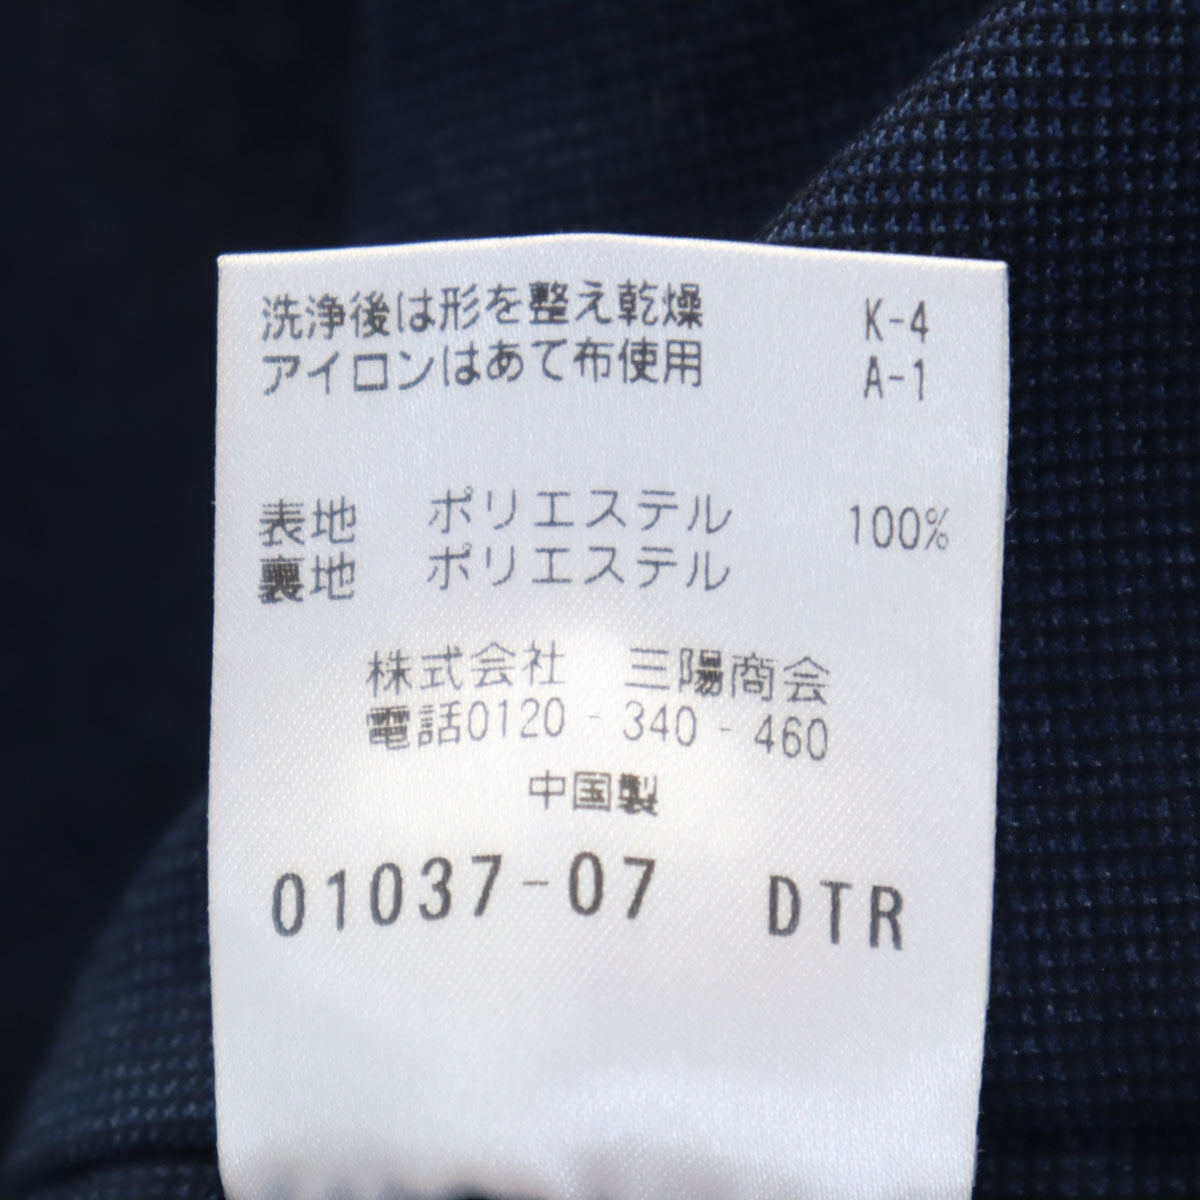 洗浄後は形を整え乾燥 K-4
アイロンはあて布使用 A-1
表地 ポリエステル 100%
裏地 ポリエステル
株式会社 三陽商会
電話0120-340-460
中国製
01037-07 DTR